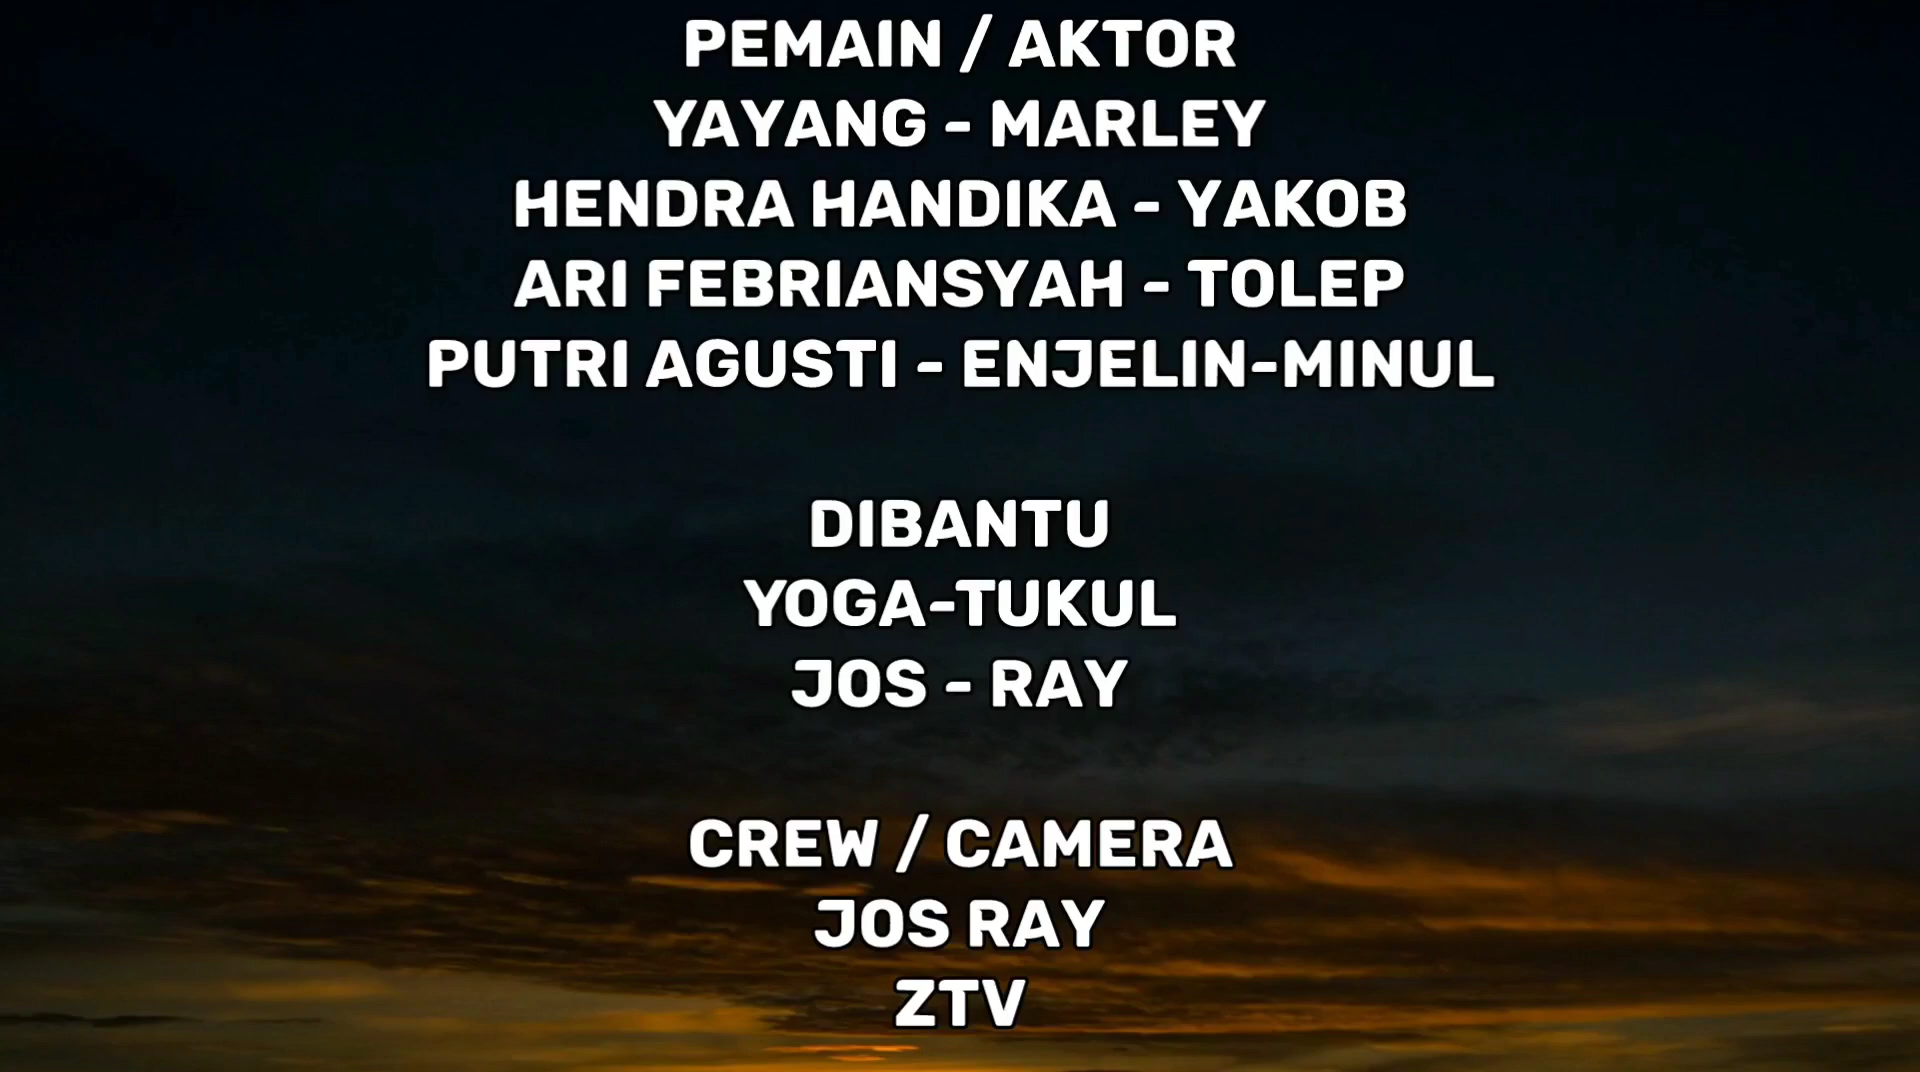 PEMAIN / AKTOR
YAYANG - MARLEY
HENDRA HANDIKA - YAKOB
ARI FEBRIANSYAH - TOLEP
PUTRI AGUSTI - ENJELIN-MINUL
DIBANTU
YOGA-TUKUL
JOS - RAY
CREW / CAMERA
JOS RAY
ZTV